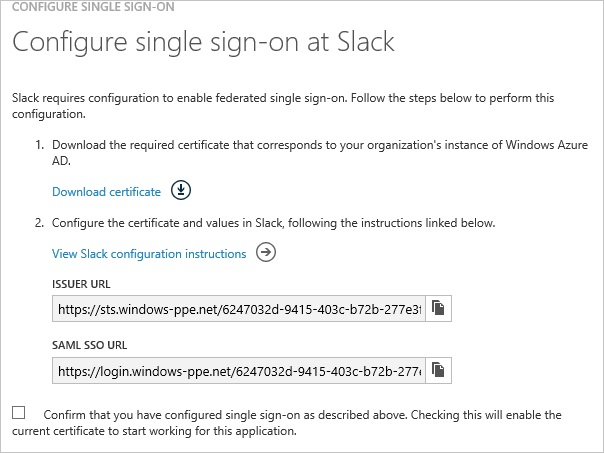 CONFIGURE SINGLE SIGN-ON
Configure single sign-on at Slack
Slack requires configuration to enable federated single sign-on. Follow the steps below to perform this
configuration.
1. Download the required certificate that corresponds to your organization's instance of Windows Azure
AD.
Download certificate
2. Configure the certificate and values in Slack, following the instructions linked below.
View Slack configuration instructions
ISSUER URL
https://sts.windows-ppe.net/6247032d-9415-403c-b72b-277e3f
SAML SSO URL
https://login.windows-ppe.net/6247032d-9415-403c-b72b-277e
Confirm that you have configured single sign-on as described above. Checking this will enable the
current certificate to start working for this application.